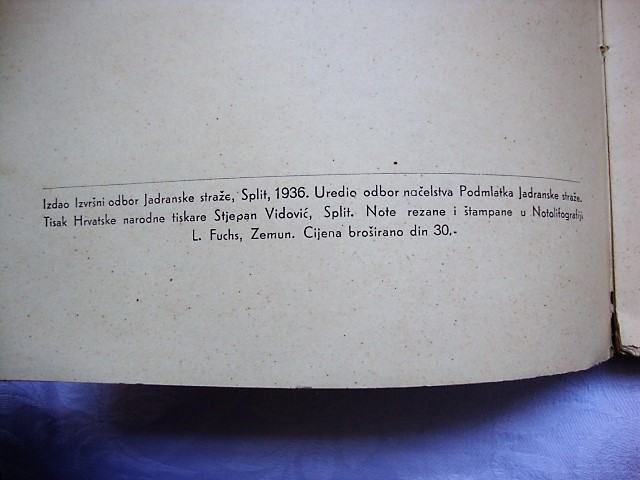 Izdao Izvršni odbor Jadranske straže, Split, 1936. Uredio odbor načelstva Podmlatka Jadranske straže.
Tisak Hrvatske narodne tiskare Stjepan Vidović, Split. Note rezane i štampane u Notolitografiji
L. Fuchs, Zemun. Cijena broširano din 30.-